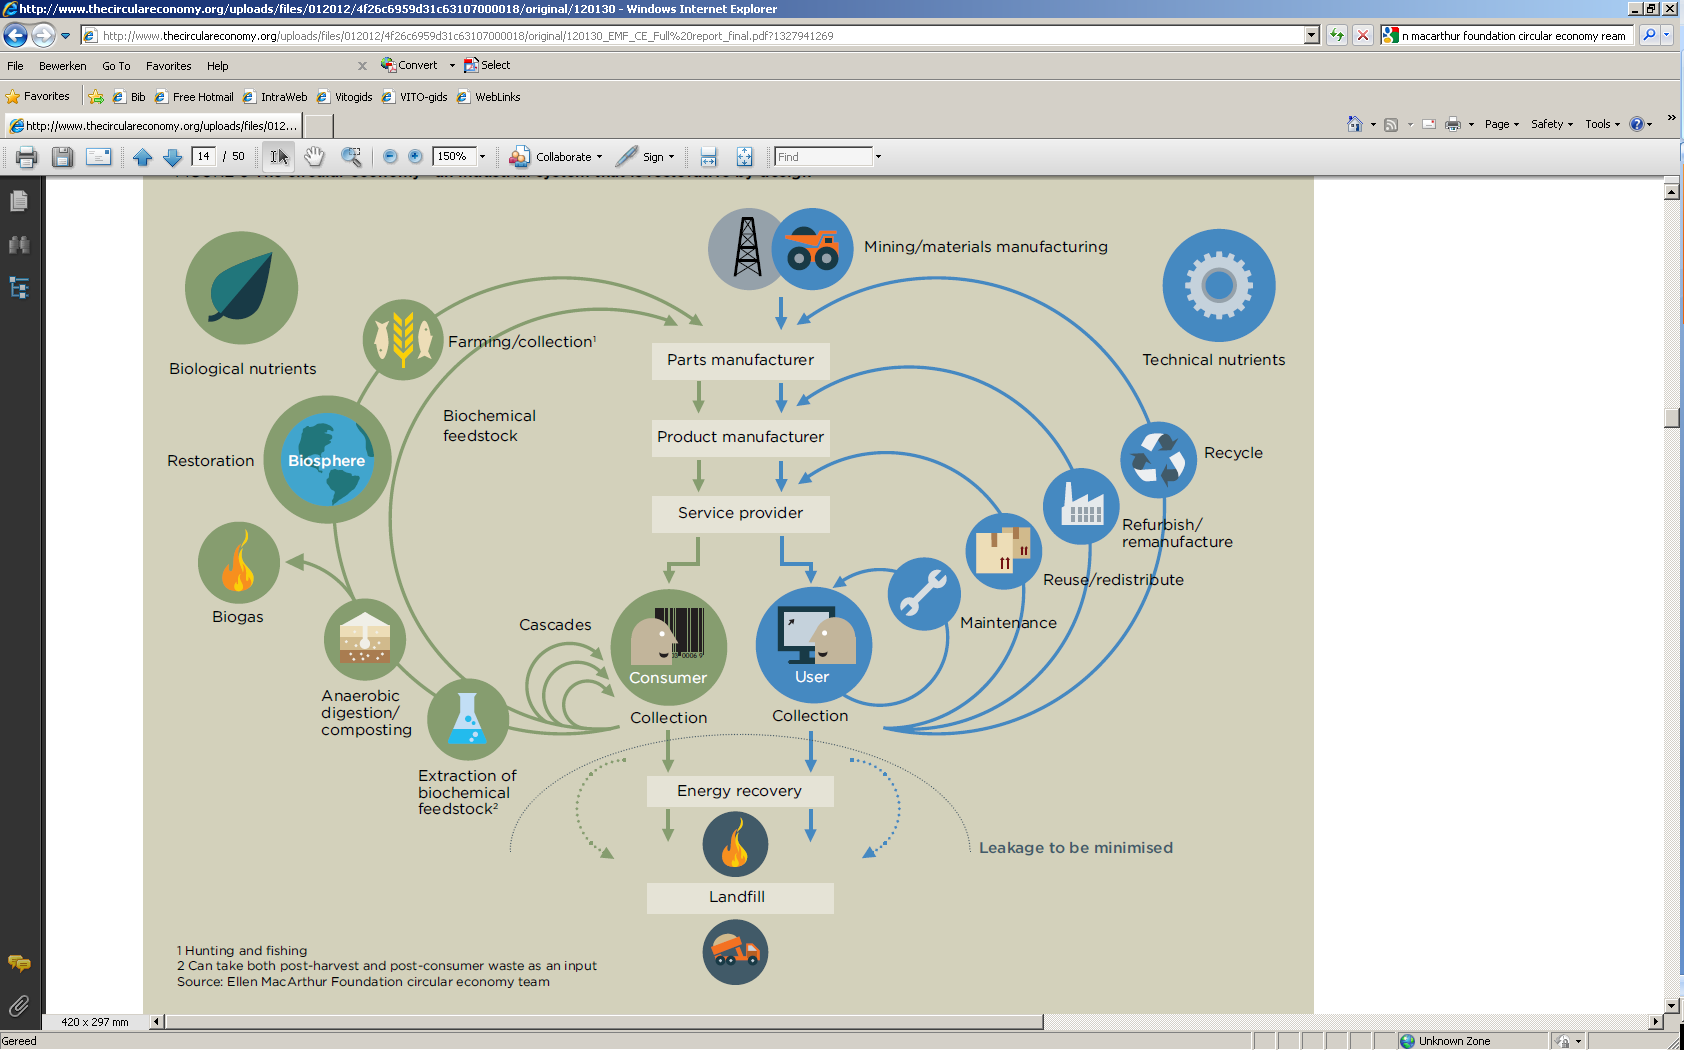 http://www.thecirculareconomy.org/uploads/files/012012/4f26c6959d31c63107000018/original/120130 - Windows Internet Explorer
http://www.thecirculareconomy.org/uploads/files/012012/4f26c6959d31c63107000018/original/120130_EMF_CE_Full%20report_final.pdf?1327941269
n macarthur foundation circular economy ream
File Bewerken Go To Favorites Help
x Convert Select
Favorites Bib Free Hotmail IntraWeb Vitogids VITO-gids WebLinks
http://www.thecirculareconomy.org/uploads/files/012...
Page Safety Tools
14 / 50 150% Collaborate Sign Find
Mining/materials manufacturing
Farming/collection¹
Parts manufacturer
Biological nutrients
Technical nutrients
Biochemical
feedstock
Product manufacturer
Restoration
Biosphere
Recycle
Service provider
Refurbish/
remanufacture
Reuse/redistribute
Biogas
Cascades
Maintenance
Consumer
User
Anaerobic
digestion/
composting
Collection
Collection
Extraction of
biochemical
feedstock²
Energy recovery
Leakage to be minimised
Landfill
1 Hunting and fishing
2 Can take both post-harvest and post-consumer waste as an input
Source: Ellen MacArthur Foundation circular economy team
420 x 297 mm
Gereed
Unknown Zone